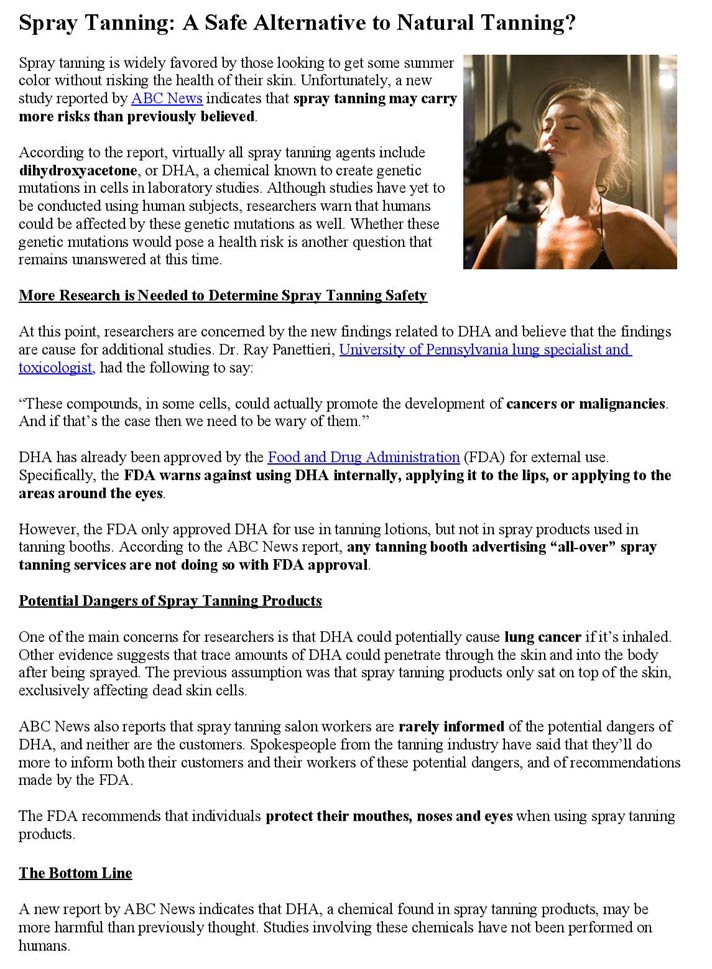 Spray Tanning: A Safe Alternative to Natural Tanning?
Spray tanning is widely favored by those looking to get some summer
color without risking the health of their skin. Unfortunately, a new
study reported by ABC News indicates that spray tanning may carry
more risks than previously believed.
According to the report, virtually all spray tanning agents include
dihydroxyacetone, or DHA, a chemical known to create genetic
mutations in cells in laboratory studies. Although studies have yet to
be conducted using human subjects, researchers warn that humans
could be affected by these genetic mutations as well. Whether these
genetic mutations would pose a health risk is another question that
remains unanswered at this time.
More Research is Needed to Determine Spray Tanning Safety
At this point, researchers are concerned by the new findings related to DHA and believe that the findings
are cause for additional studies. Dr. Ray Panettieri, University of Pennsylvania lung specialist and
toxicologist, had the following to say:
“These compounds, in some cells, could actually promote the development of cancers or malignancies.
And if that’s the case then we need to be wary of them.”
DHA has already been approved by the Food and Drug Administration (FDA) for external use.
Specifically, the FDA warns against using DHA internally, applying it to the lips, or applying to the
areas around the eyes.
However, the FDA only approved DHA for use in tanning lotions, but not in spray products used in
tanning booths. According to the ABC News report, any tanning booth advertising “all-over” spray
tanning services are not doing so with FDA approval.
Potential Dangers of Spray Tanning Products
One of the main concerns for researchers is that DHA could potentially cause lung cancer if it’s inhaled.
Other evidence suggests that trace amounts of DHA could penetrate through the skin and into the body
after being sprayed. The previous assumption was that spray tanning products only sat on top of the skin,
exclusively affecting dead skin cells.
ABC News also reports that spray tanning salon workers are rarely informed of the potential dangers of
DHA, and neither are the customers. Spokespeople from the tanning industry have said that they’ll do
more to inform both their customers and their workers of these potential dangers, and of recommendations
made by the FDA.
The FDA recommends that individuals protect their mouthes, noses and eyes when using spray tanning
products.
The Bottom Line
A new report by ABC News indicates that DHA, a chemical found in spray tanning products, may be
more harmful than previously thought. Studies involving these chemicals have not been performed on
humans.